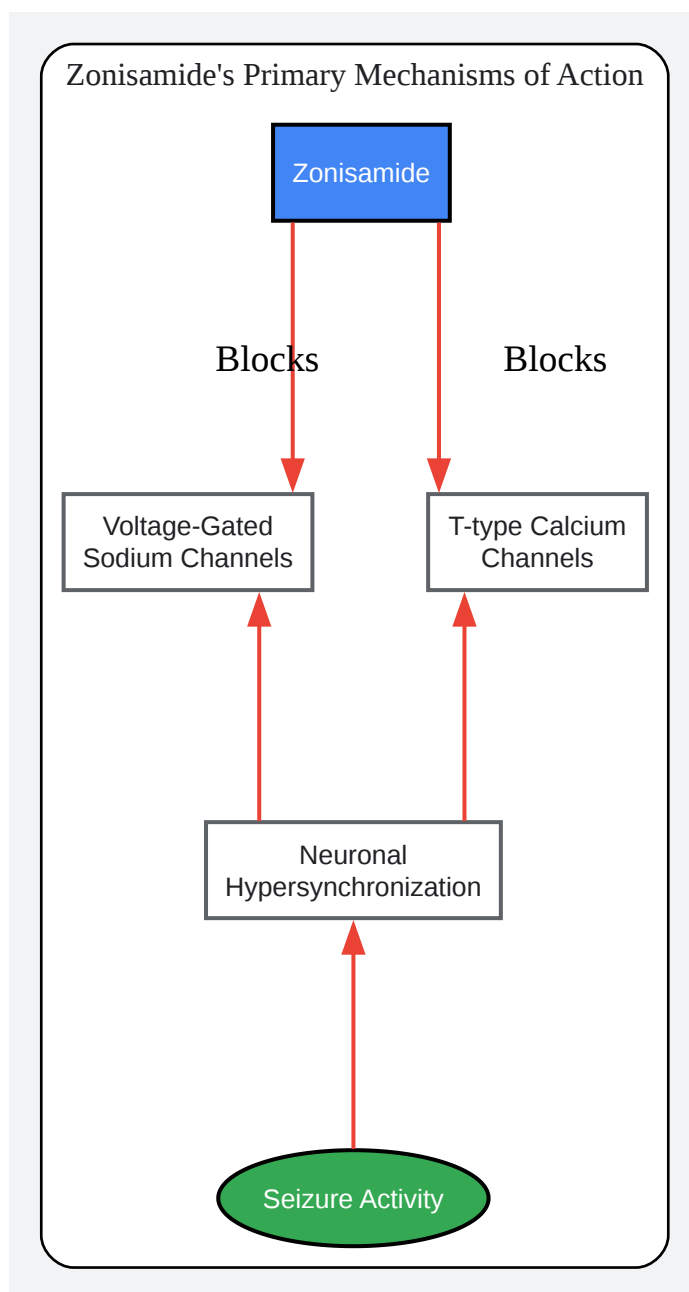 Zonisamide's Primary Mechanisms of Action
Zonisamide
Blocks
Blocks
Voltage-Gated
Sodium Channels
T-type Calcium
Channels
Neuronal
Hypersynchronization
Seizure Activity